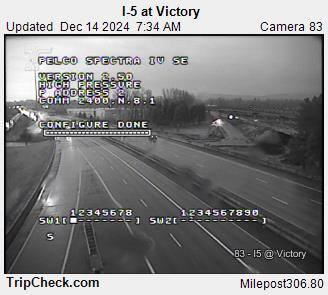 I-5 at Victory
Updated Dec 14 2024 7:34 AM Camera 83
PELCO SPECTRA IV SE
VERSION 2.50
HIGH PRESSURE
P ADDRESS 2
COMM 2400,N,8,1
CONFIGURE DONE
12345678 1234567890
SW1 SW2
S
83 - I5 @ Victory
TripCheck.com Milepost306.80